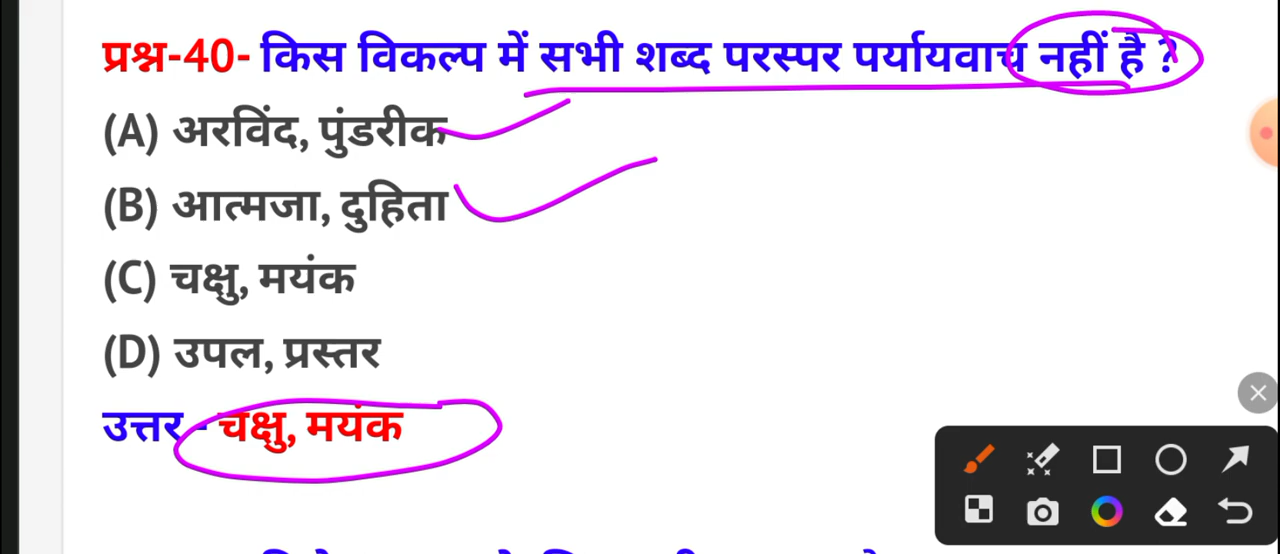 प्रश्न-40- किस विकल्प में सभी शब्द परस्पर पर्यायवाच नहीं है ?
(A) अरविंद, पुंडरीक
(B) आत्मजा, दुहिता
(C) चक्षु, मयंक
(D) उपल, प्रस्तर
उत्तर - चक्षु, मयंक